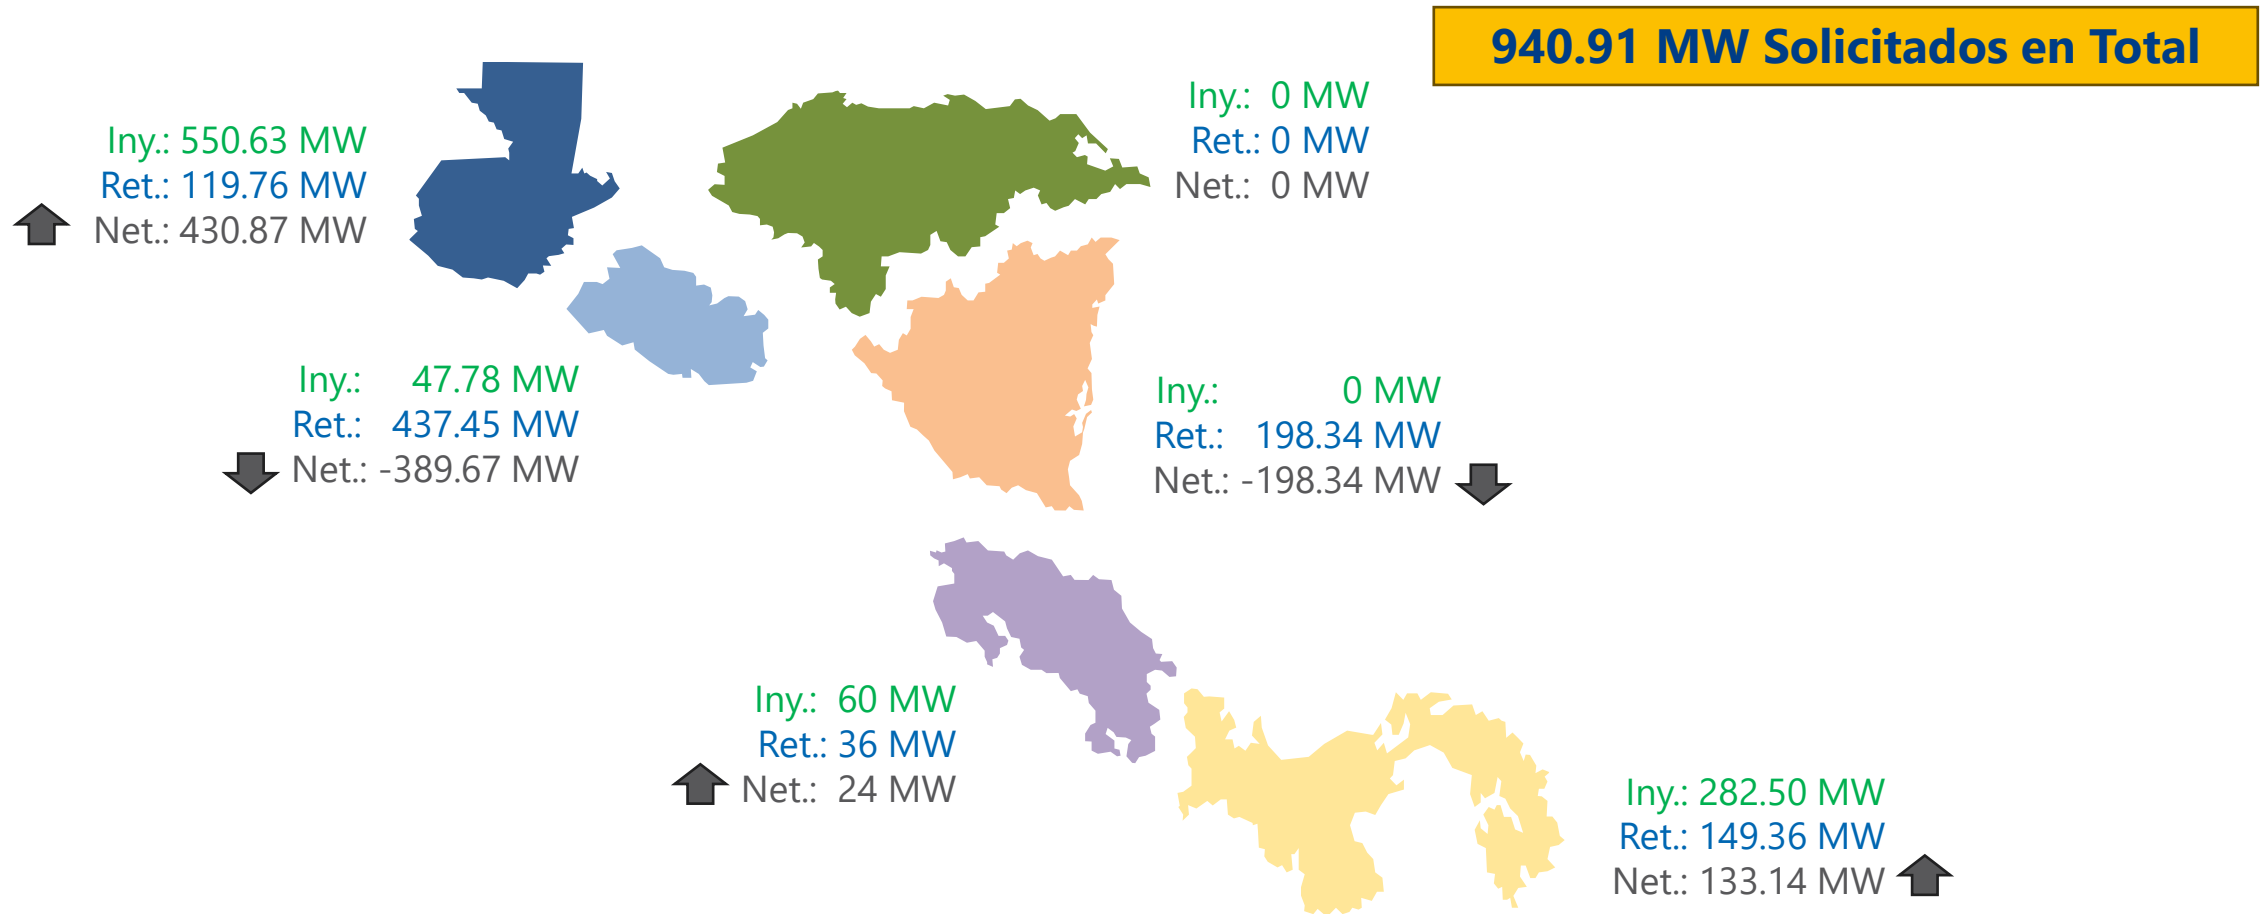 940.91 MW Solicitados en Total
Iny.: 550.63 MW
Ret.: 119.76 MW
Net.: 430.87 MW
Iny.: 0 MW
Ret.: 0 MW
Net.: 0 MW
Iny.: 47.78 MW
Ret.: 437.45 MW
Net.: -389.67 MW
Iny.: 0 MW
Ret.: 198.34 MW
Net.: -198.34 MW
Iny.: 60 MW
Ret.: 36 MW
Net.: 24 MW
Iny.: 282.50 MW
Ret.: 149.36 MW
Net.: 133.14 MW